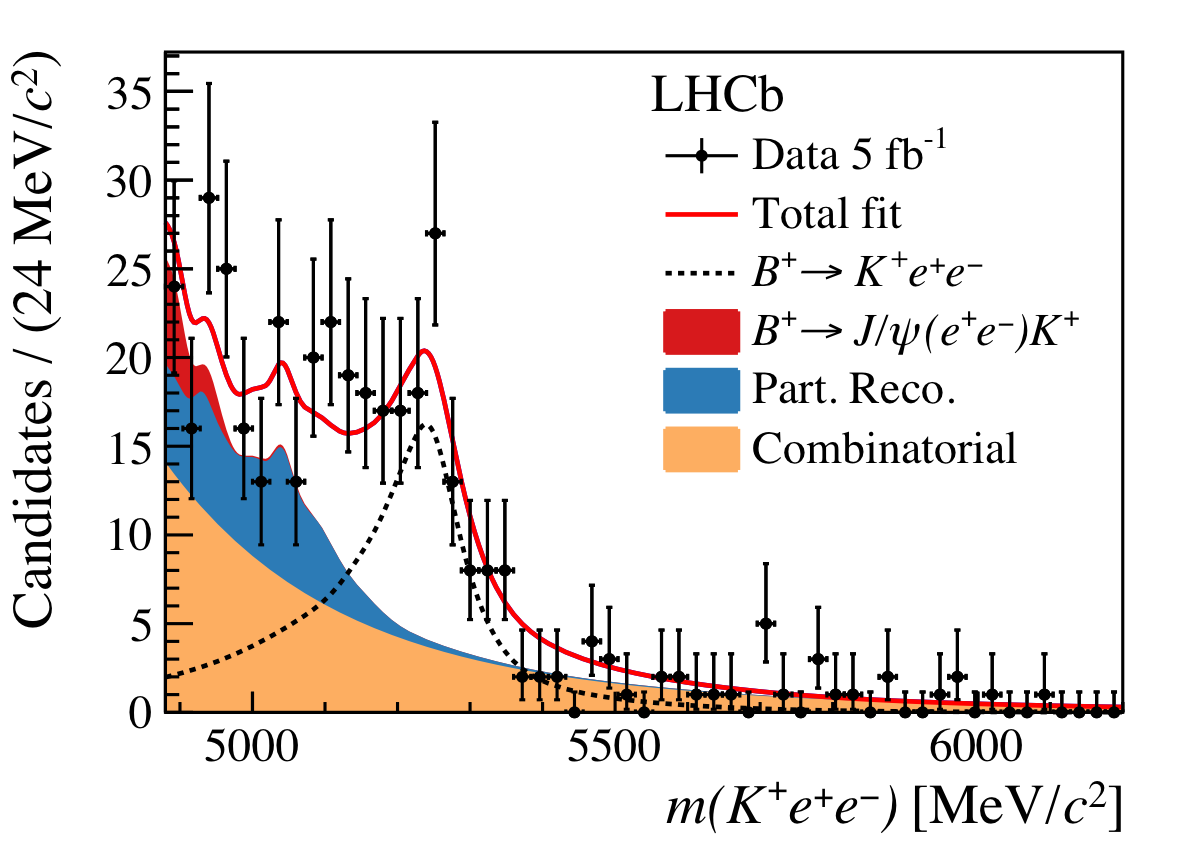 Candidates / (24 MeV/c²)
35
30
25
20
15
10
5
0
LHCb
Data 5 fb⁻¹
Total fit
B⁺→ K⁺e⁺e⁻
B⁺→ J/ψ(e⁺e⁻)K⁺
Part. Reco.
Combinatorial
5000 5500 6000
m(K⁺e⁺e⁻) [MeV/c²]